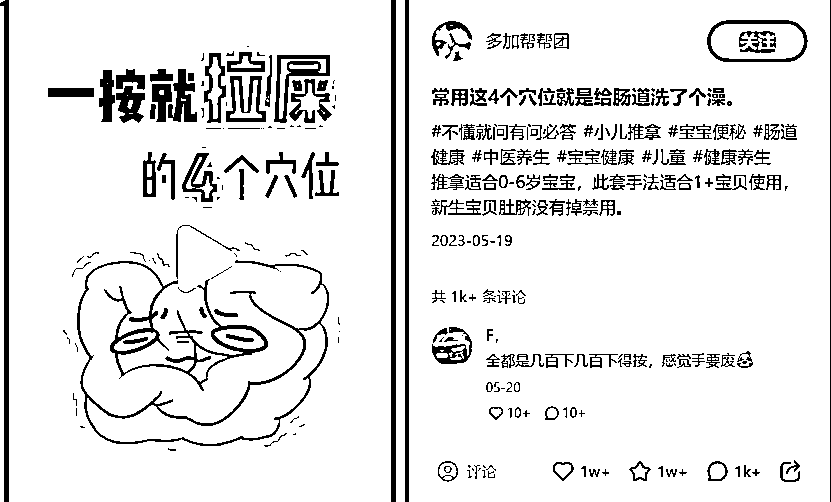 一按就拉屎
的4个穴位
多加帮帮团
关注
常用这4个穴位就是给肠道洗了个澡。
#不懂就问有问必答 #小儿推拿 #宝宝便秘 #肠道
健康 #中医养生 #宝宝健康 #儿童 #健康养生
推拿适合0-6岁宝宝，此套手法适合1+宝贝使用，
新生宝贝肚脐没有掉禁用。
2023-05-19
共 1k+ 条评论
F,
全都是几百下几百下得按，感觉手要废
05-20
10+ 10+
评论 1w+ 1w+ 1k+